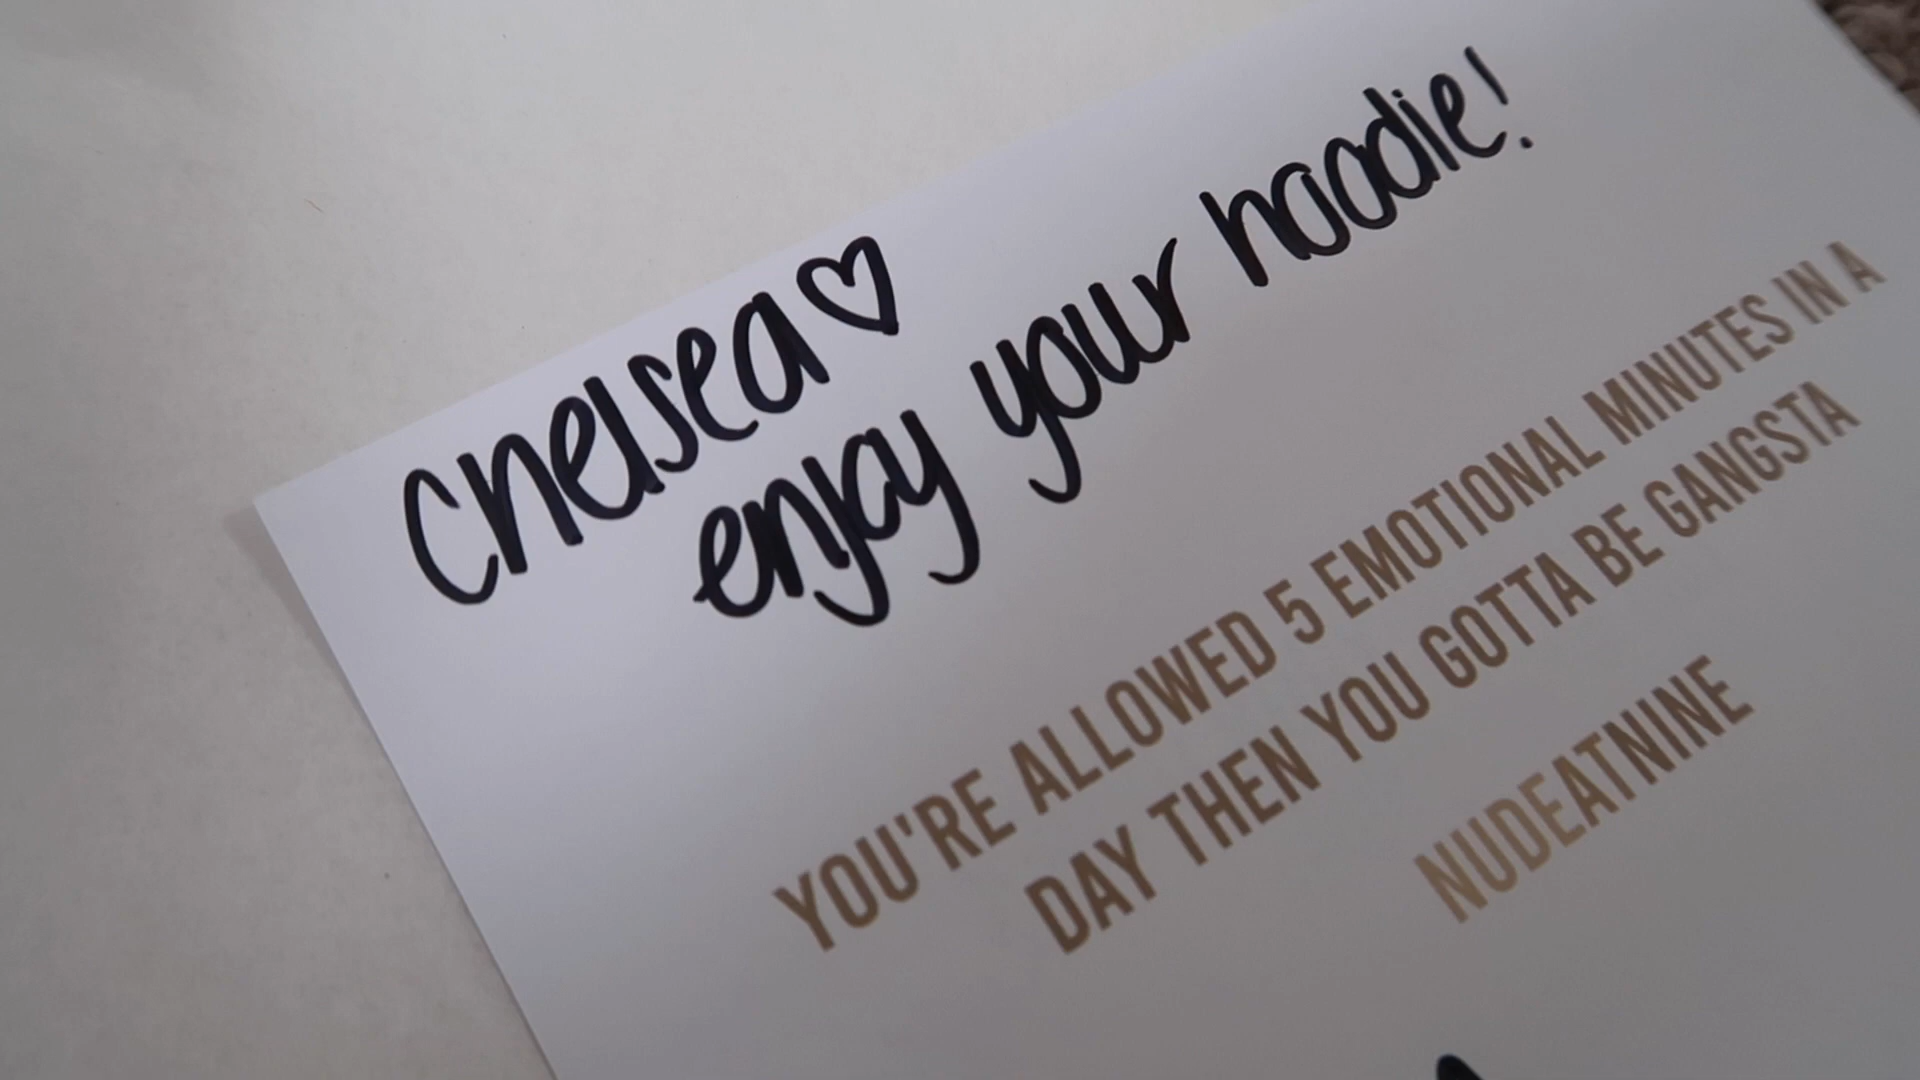 chelsea♡
enjoy your hoodie!
YOU'RE ALLOWED 5 EMOTIONAL MINUTES IN A
DAY THEN YOU GOTTA BE GANGSTA
NUDEATNINE